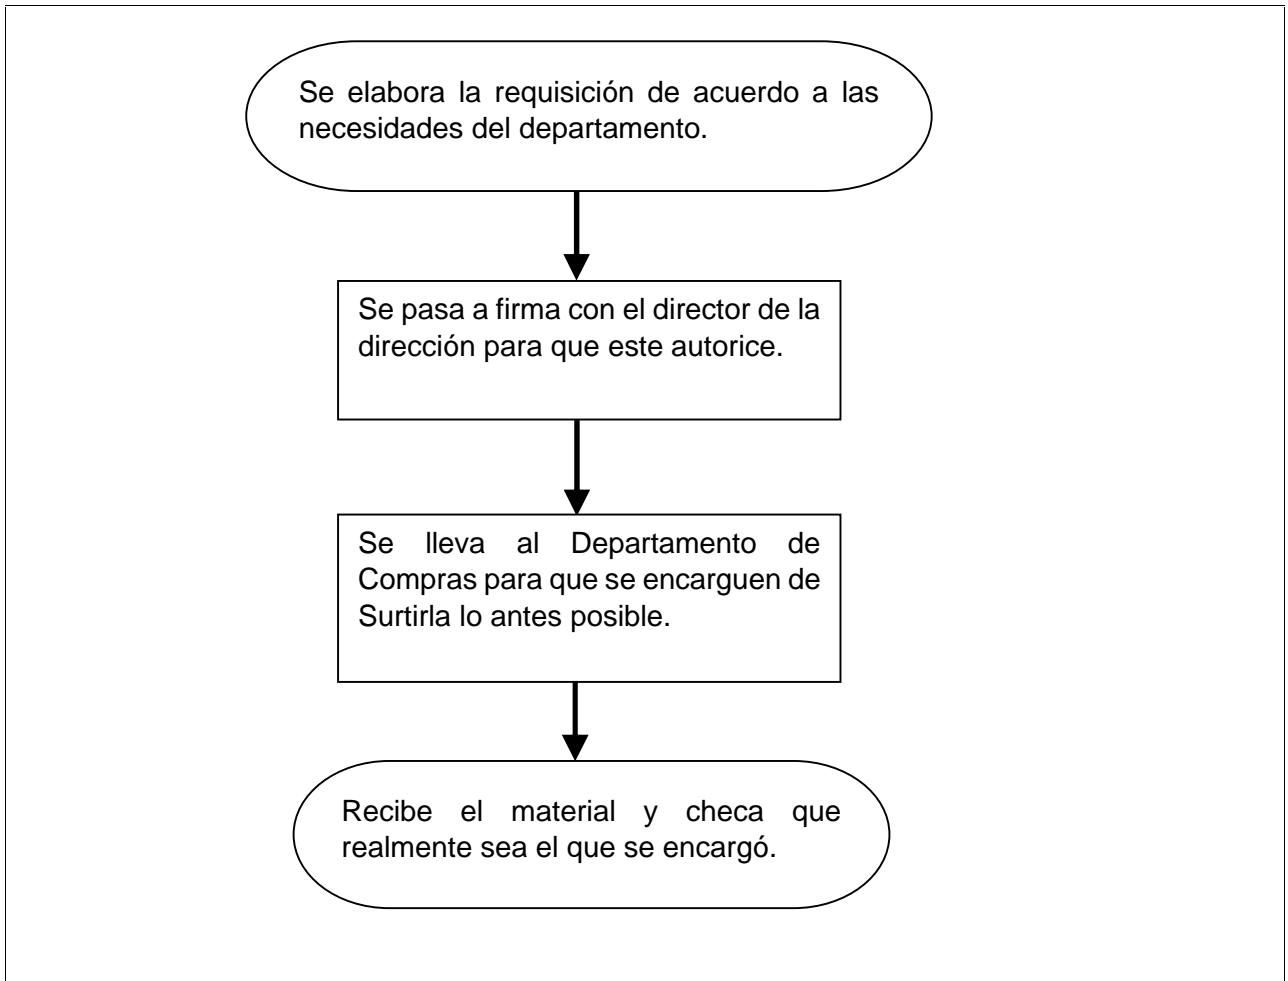 Se elabora la requisición de acuerdo a las
necesidades del departamento.
Se pasa a firma con el director de la
dirección para que este autorice.
Se lleva al Departamento de
Compras para que se encarguen de
Surtirla lo antes posible.
Recibe el material y checa que
realmente sea el que se encargó.